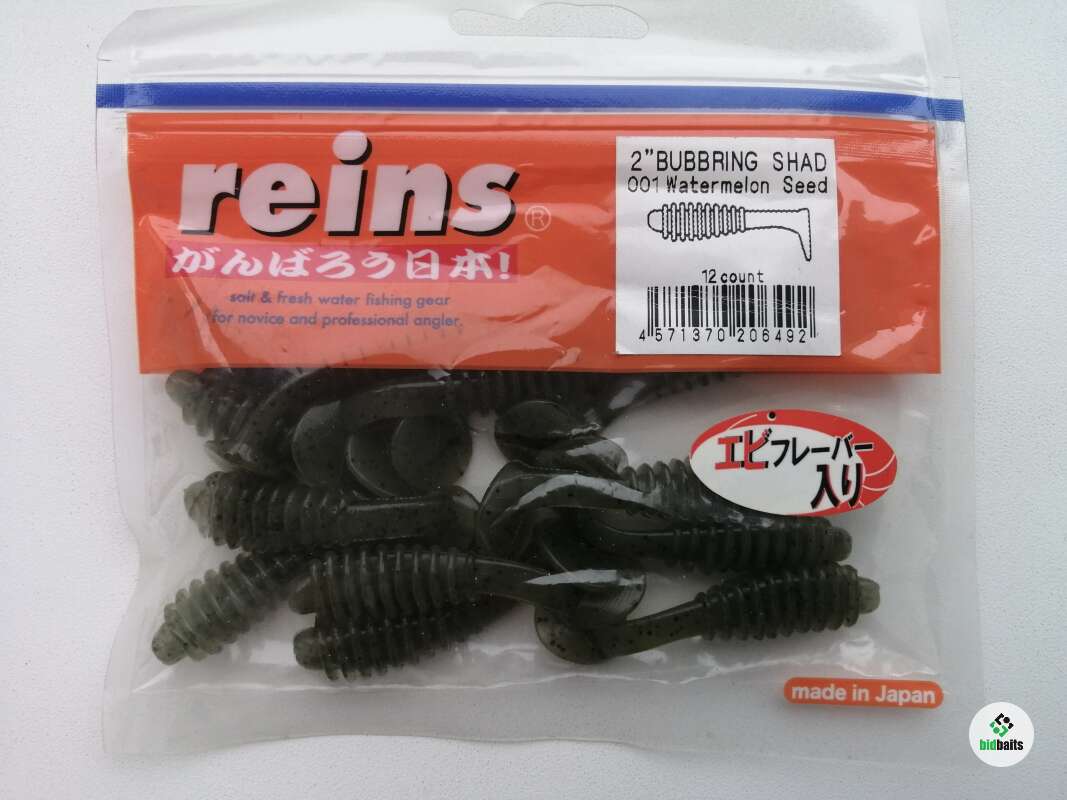 reins®
がんばろう日本!
salt & fresh water fishing gear
for novice and professional angler.
2”BUBBRING SHAD
001 Watermelon Seed
12 count
4 571370 206492
エビフレーバー
入り
made in Japan
bidbaits